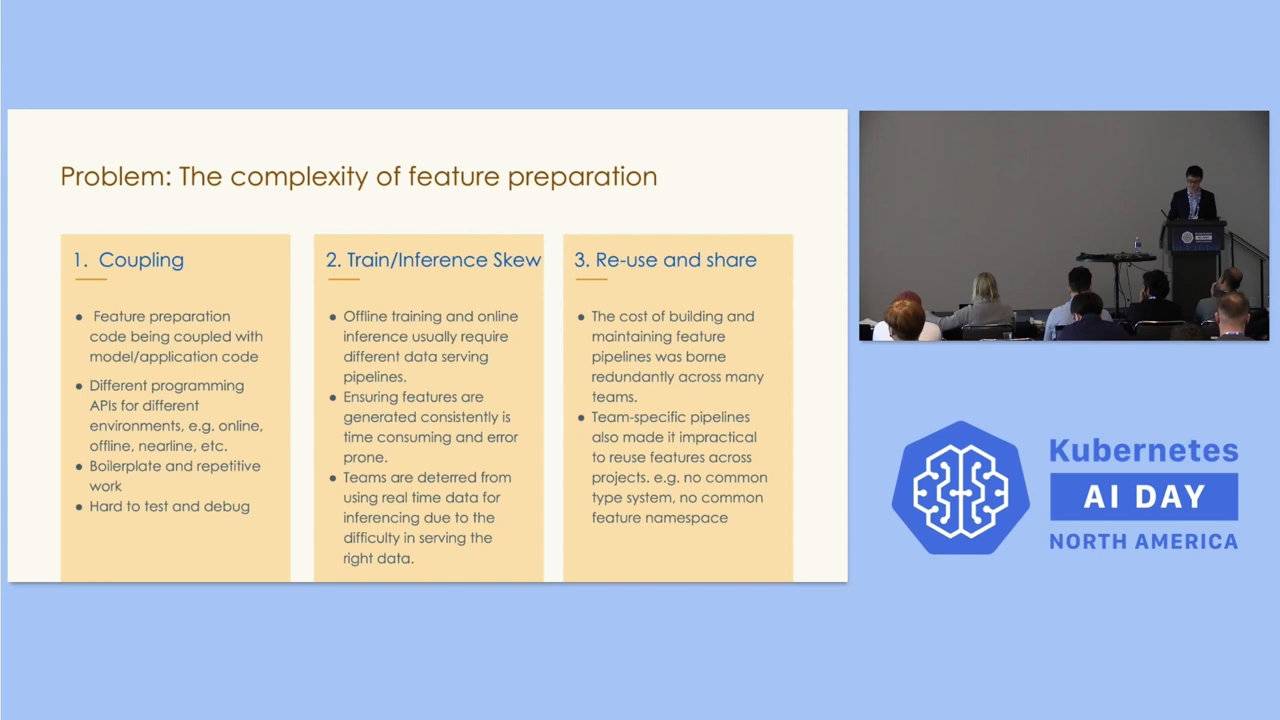 Problem: The complexity of feature preparation
1. Coupling
● Feature preparation
code being coupled with
model/application code
● Different programming
APIs for different
environments, e.g. online,
offline, nearline, etc.
● Boilerplate and repetitive
work
● Hard to test and debug
2. Train/Inference Skew
● Offline training and online
inference usually require
different data serving
pipelines.
● Ensuring features are
generated consistently is
time consuming and error
prone.
● Teams are deterred from
using real time data for
inferencing due to the
difficulty in serving the
right data.
3. Re-use and share
● The cost of building and
maintaining feature
pipelines was borne
redundantly across many
teams.
● Team-specific pipelines
also made it impractical
to reuse features across
projects. e.g. no common
type system, no common
feature namespace
Kubernetes
AI DAY
NORTH AMERICA